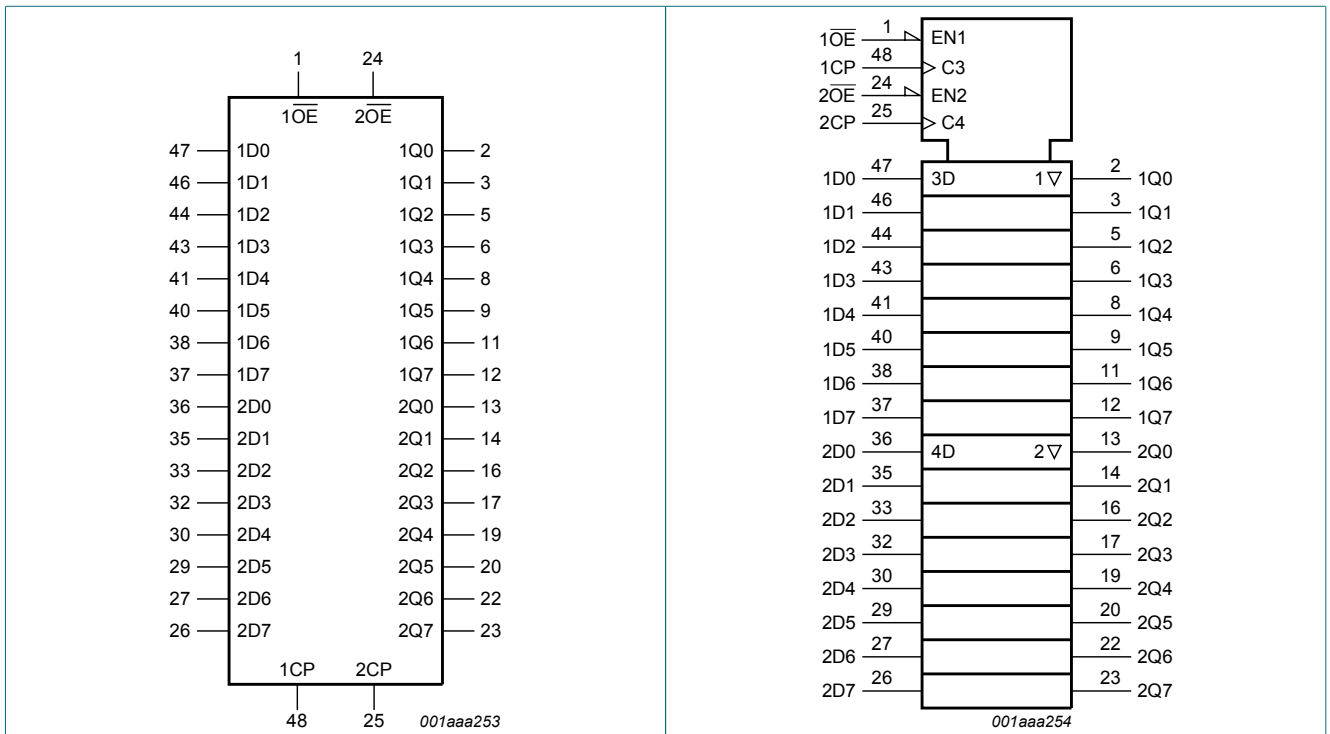 1 24
1OE 2OE
47 1D0 1Q0 2
46 1D1 1Q1 3
44 1D2 1Q2 5
43 1D3 1Q3 6
41 1D4 1Q4 8
40 1D5 1Q5 9
38 1D6 1Q6 11
37 1D7 1Q7 12
36 2D0 2Q0 13
35 2D1 2Q1 14
33 2D2 2Q2 16
32 2D3 2Q3 17
30 2D4 2Q4 19
29 2D5 2Q5 20
27 2D6 2Q6 22
26 2D7 2Q7 23
1CP 2CP
48 25 001aaa253
1OE 1 EN1
1CP 48 C3
2OE 24 EN2
2CP 25 C4
1D0 47 3D 1▽ 2 1Q0
1D1 46 3 1Q1
1D2 44 5 1Q2
1D3 43 6 1Q3
1D4 41 8 1Q4
1D5 40 9 1Q5
1D6 38 11 1Q6
1D7 37 12 1Q7
2D0 36 4D 2▽ 13 2Q0
2D1 35 14 2Q1
2D2 33 16 2Q2
2D3 32 17 2Q3
2D4 30 19 2Q4
2D5 29 20 2Q5
2D6 27 22 2Q6
2D7 26 23 2Q7
001aaa254